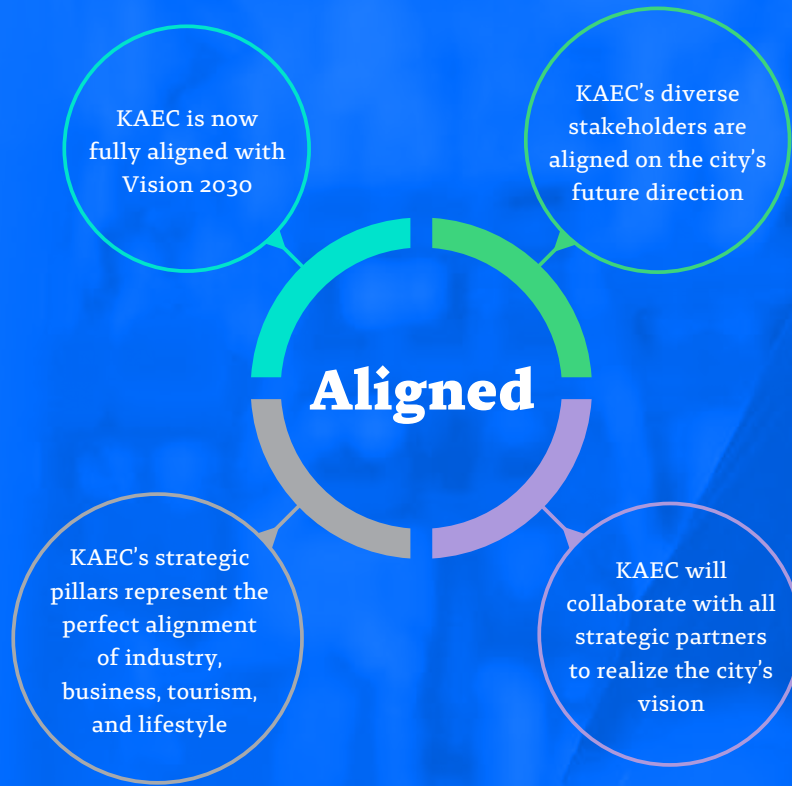 KAEC is now
fully aligned with
Vision 2030
KAEC’s diverse
stakeholders are
aligned on the city’s
future direction
Aligned
KAEC’s strategic
pillars represent the
perfect alignment
of industry,
business, tourism,
and lifestyle
KAEC will
collaborate with all
strategic partners
to realize the city’s
vision